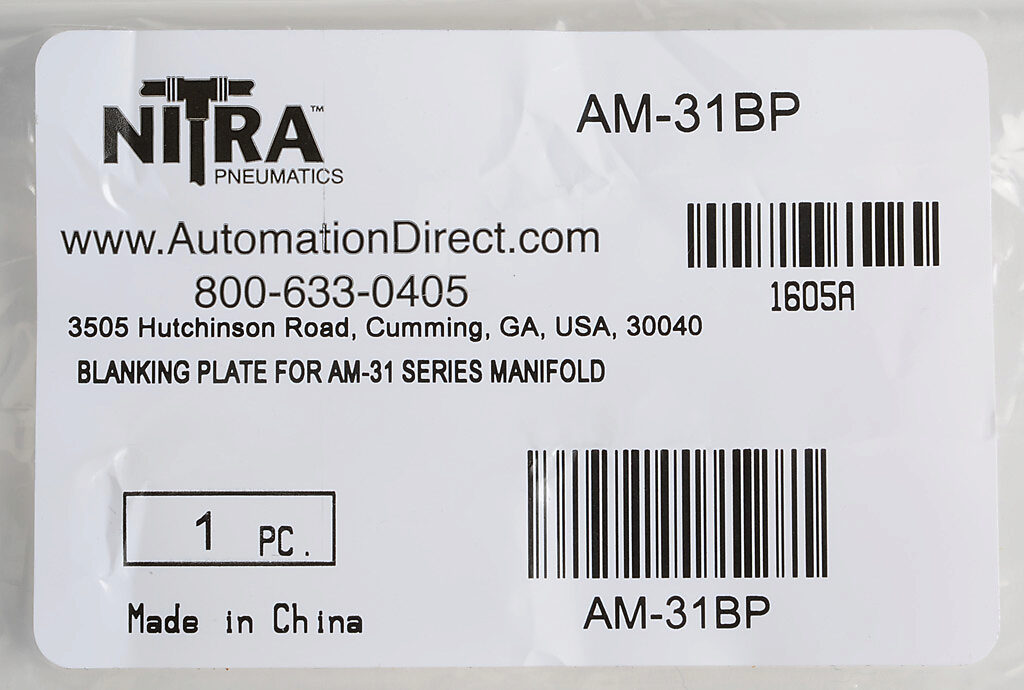 NITRA™
PNEUMATICS
AM-31BP
www.AutomationDirect.com
800-633-0405
3505 Hutchinson Road, Cumming, GA, USA, 30040
1605A
BLANKING PLATE FOR AM-31 SERIES MANIFOLD
1 PC.
Made in China
AM-31BP